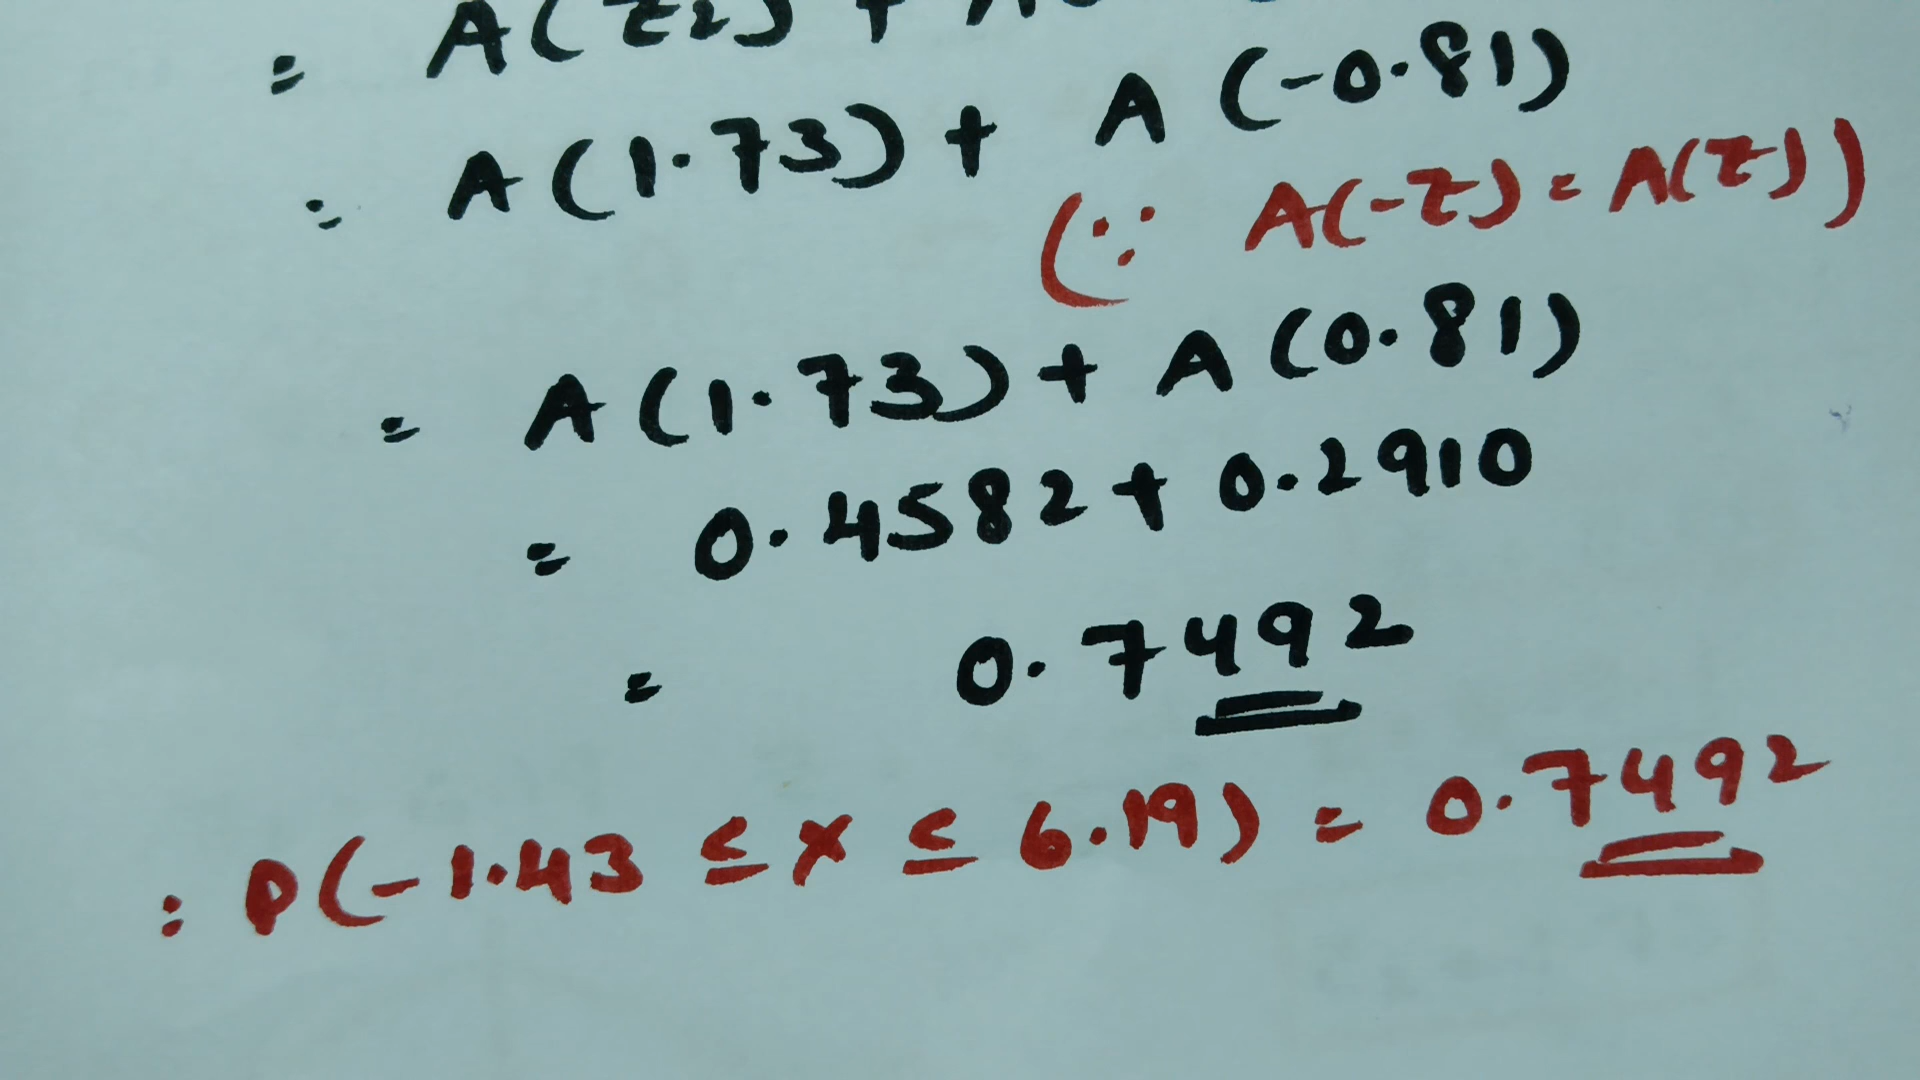 = A(Z2) + A
= A(1.73) + A(-0.81)
(∵ A(-Z) = A(Z))
= A(1.73) + A(0.81)
= 0.4582 + 0.2910
= 0.7492
: P(-1.43 ≤ x ≤ 6.19) = 0.7492